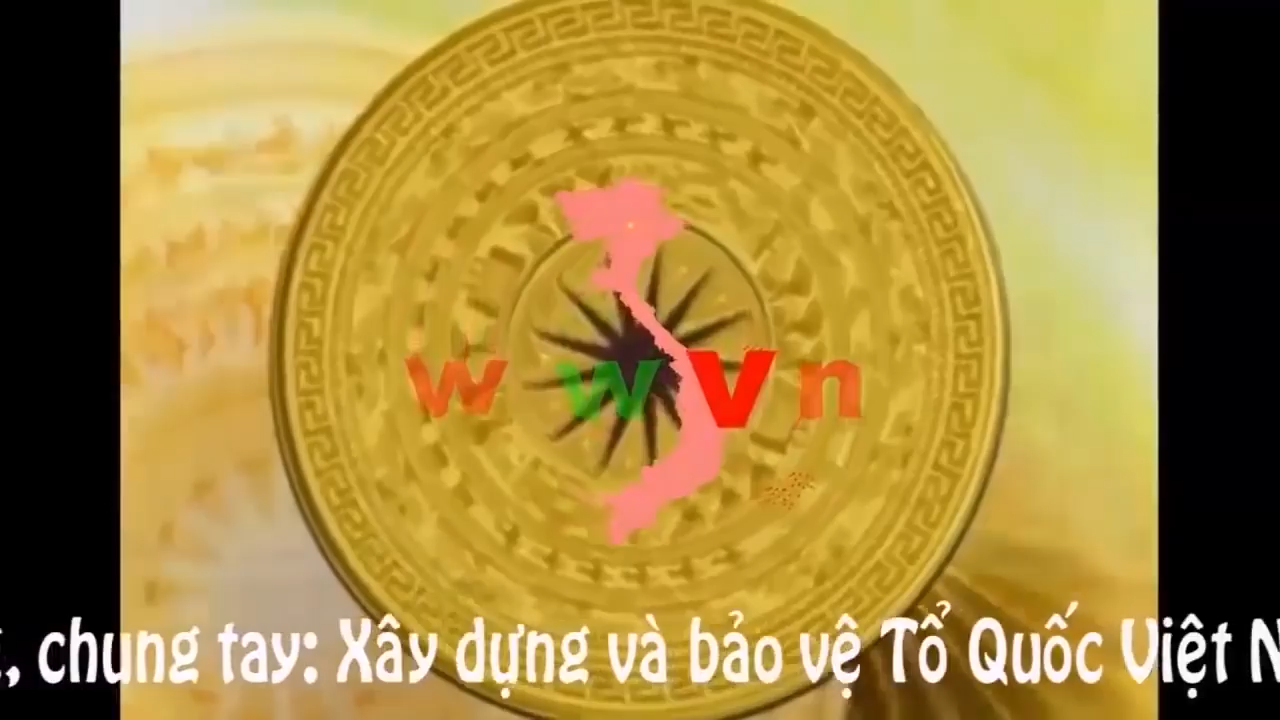 w w v n
, chung tay: Xây dựng và bảo vệ Tổ Quốc Việt